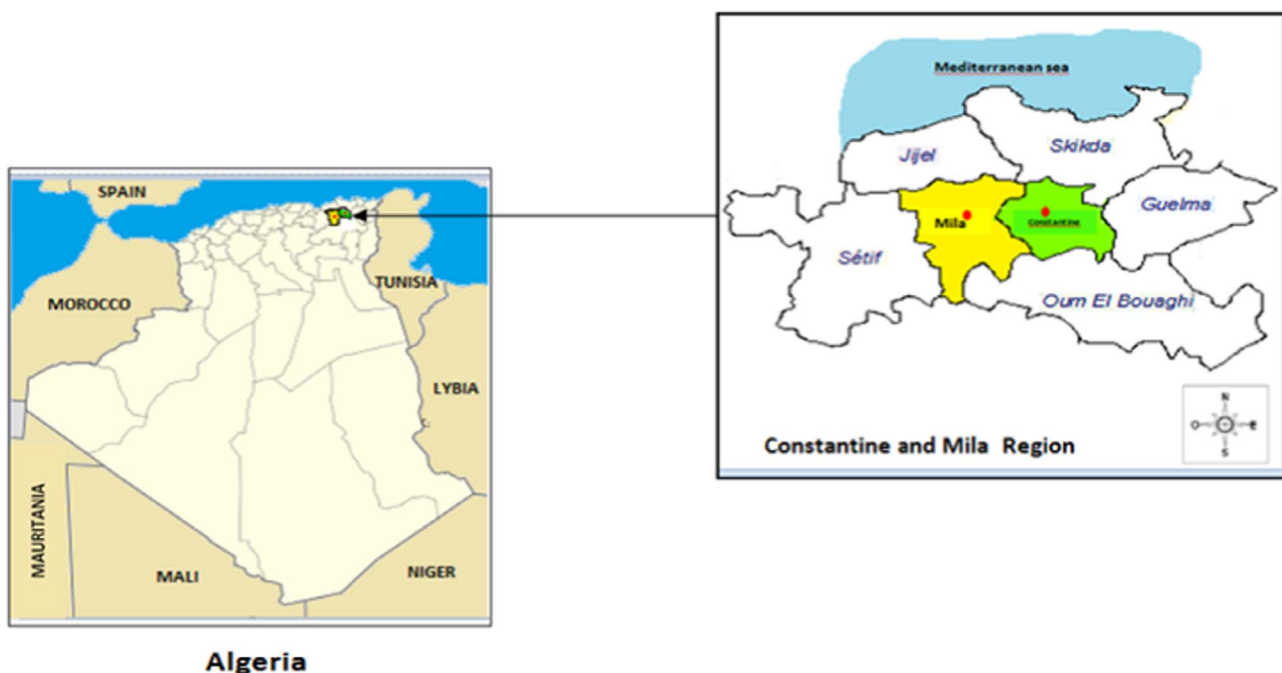 SPAIN
MOROCCO
TUNISIA
LYBIA
MAURITANIA
MALI
NIGER
Algeria
Mediterranean sea
Jijel
Skikda
Guelma
Mila
Constantine
Sétif
Oum El Bouaghi
N
O
E
S
Constantine and Mila Region